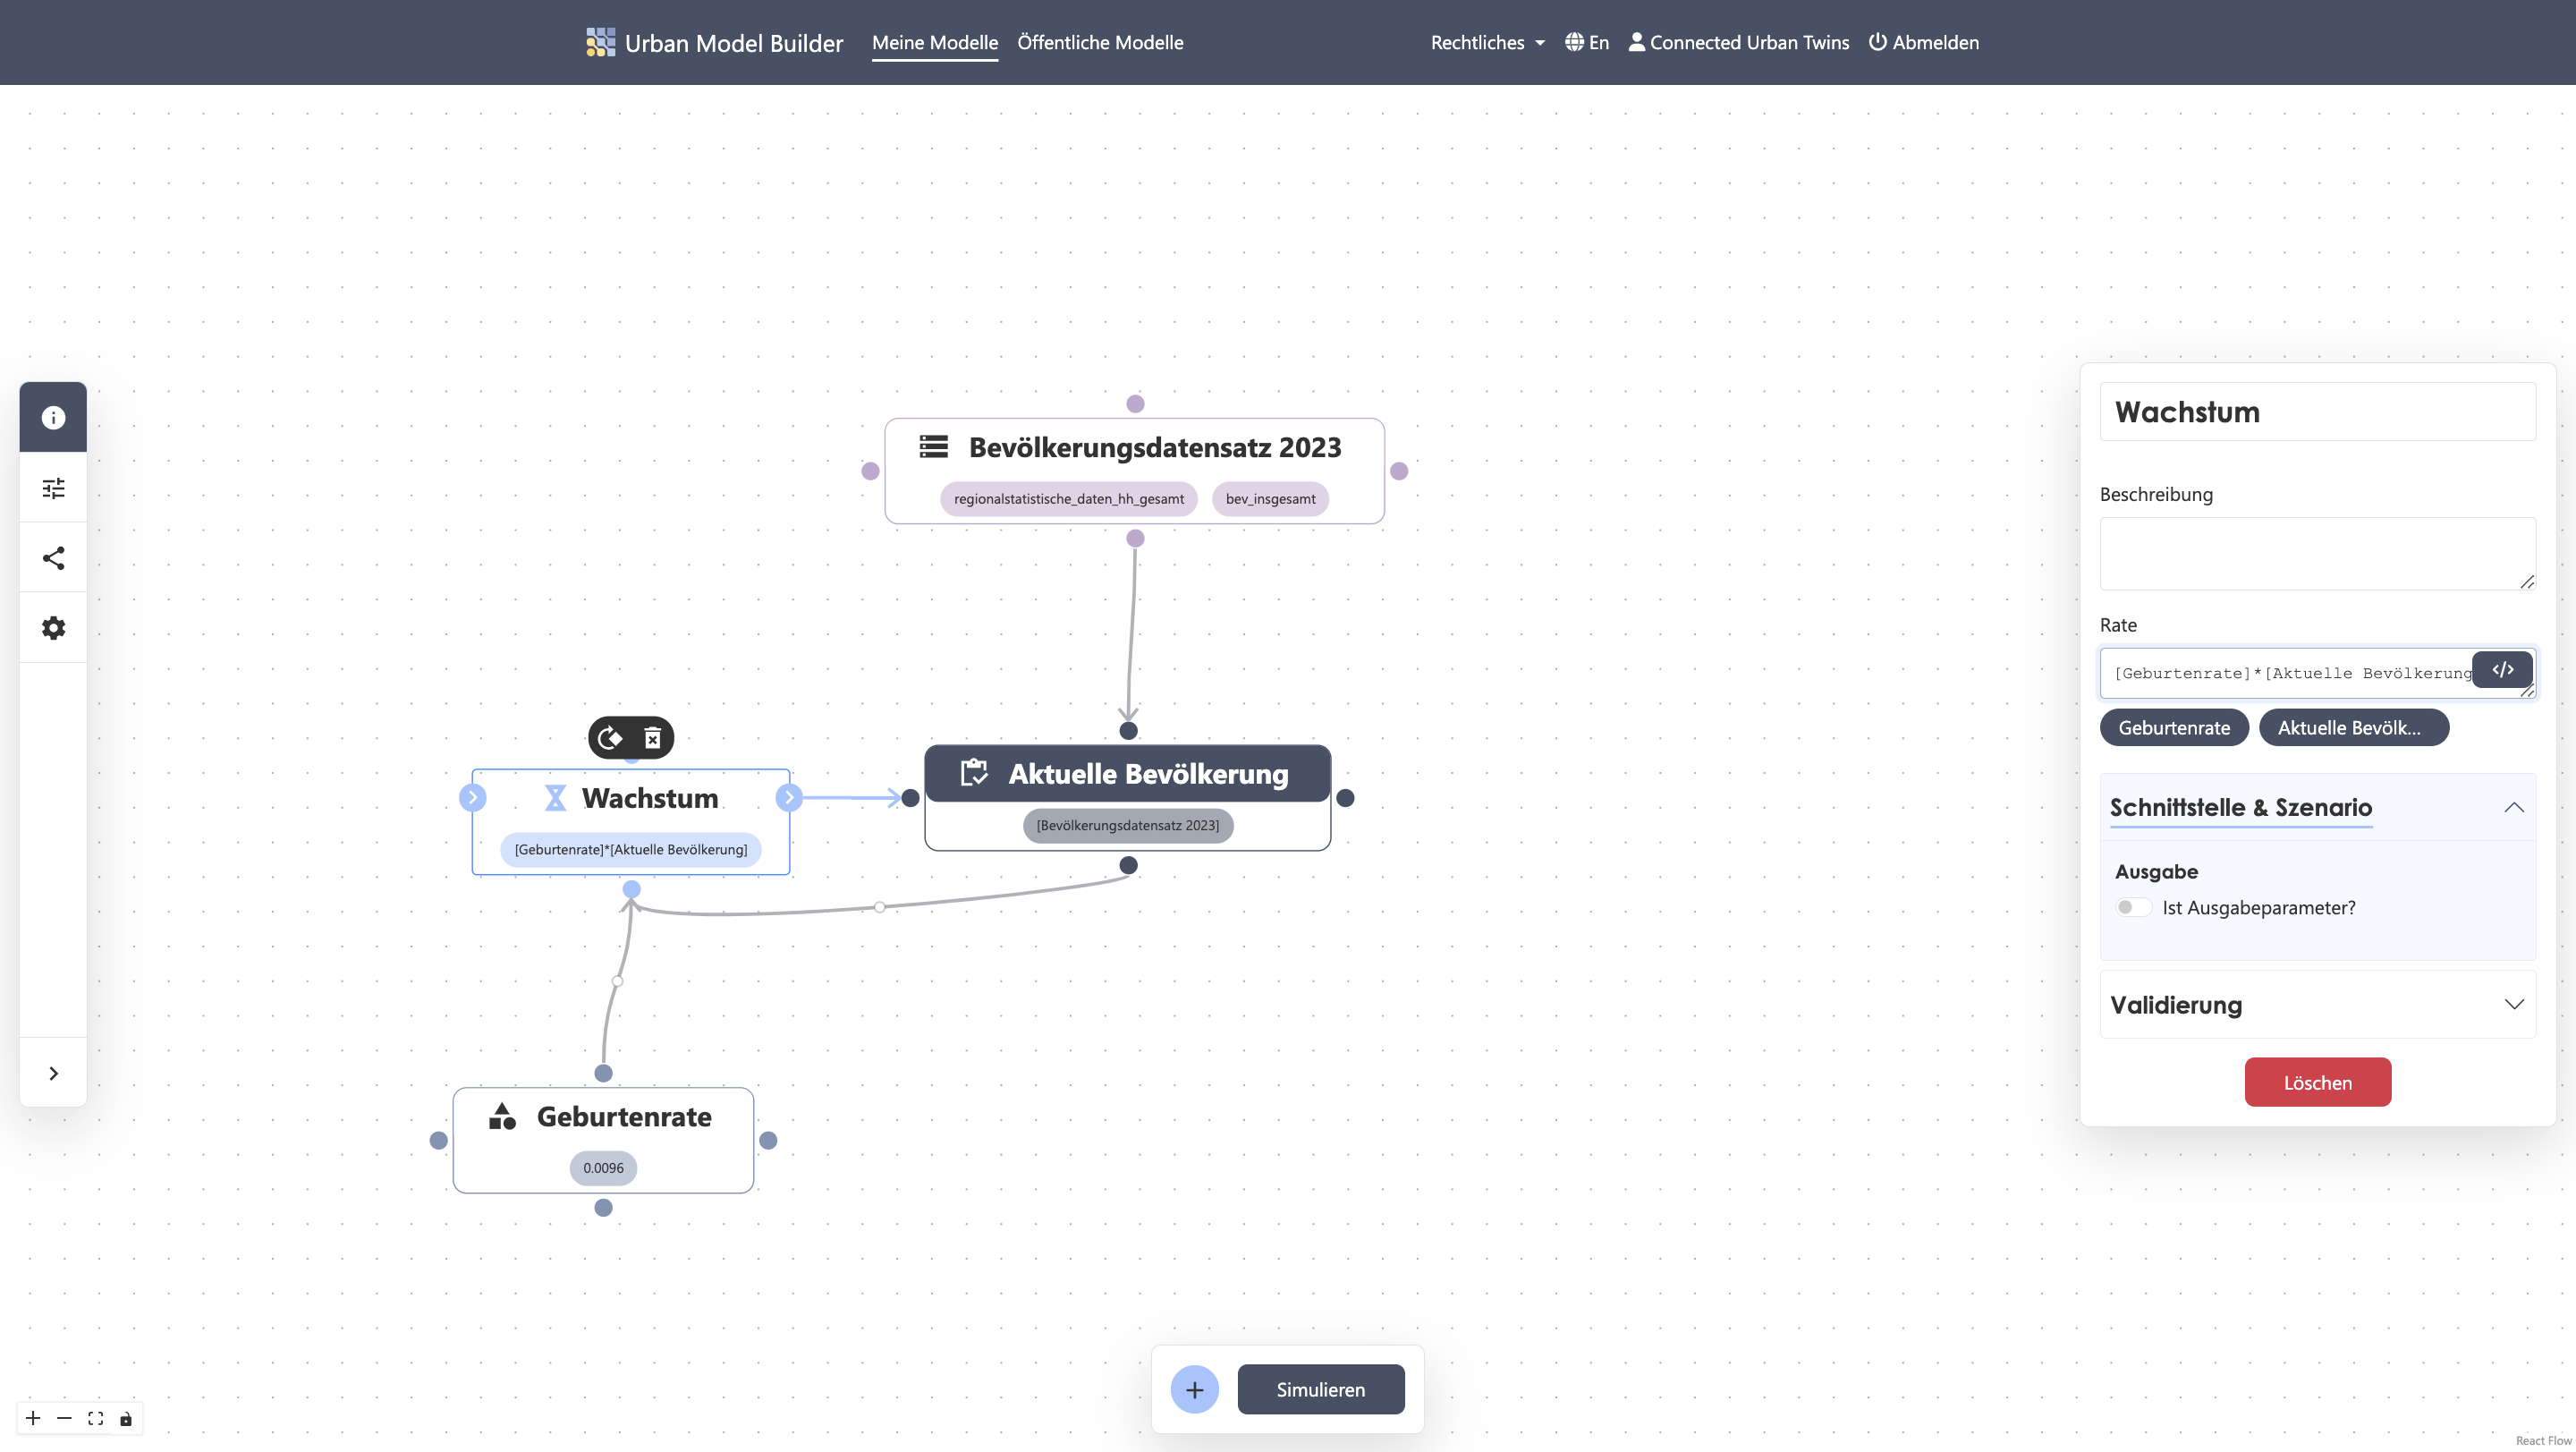 Urban Model Builder
Meine Modelle
Öffentliche Modelle
Rechtliches
En
Connected Urban Twins
Abmelden
Bevölkerungsdatensatz 2023
regionalstatistische_daten_hh_gesamt
bev_insgesamt
Wachstum
[Geburtenrate]*[Aktuelle Bevölkerung]
Aktuelle Bevölkerung
[Bevölkerungsdatensatz 2023]
Geburtenrate
0.0096
Simulieren
Wachstum
Beschreibung
Rate
[Geburtenrate]*[Aktuelle Bevölkerung
Geburtenrate
Aktuelle Bevölk...
Schnittstelle & Szenario
Ausgabe
Ist Ausgabeparameter?
Validierung
Löschen
React Flow